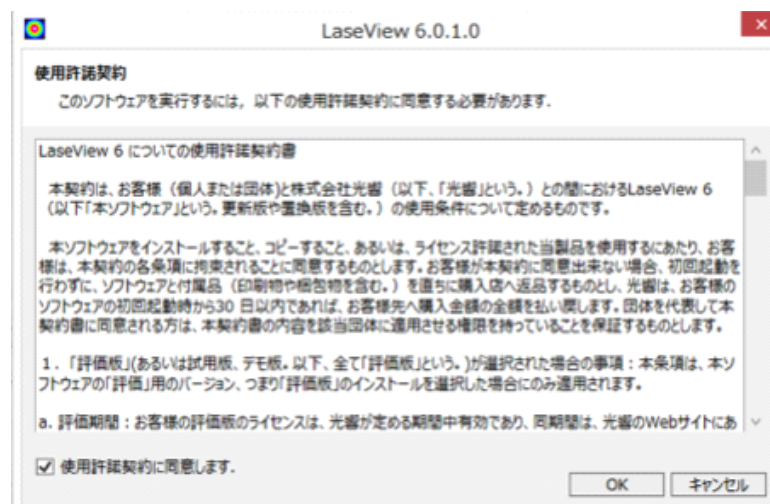 LaseView 6.0.1.0
使用許諾契約
このソフトウェアを実行するには，以下の使用許諾契約に同意する必要があります.
LaseView 6 についての使用許諾契約書
本契約は、お客様（個人または団体)と株式会社光響（以下、「光響」という。）との間におけるLaseView 6
（以下「本ソフトウェア」という。更新版や置換版を含む。）の使用条件について定めるものです。
本ソフトウェアをインストールすること、コピーすること、あるいは、ライセンス許諾された当製品を使用するにあたり、お客
様は、本契約の各条項に拘束されることに同意するものとします。お客様が本契約に同意出来ない場合、初回起動を
行わずに、ソフトウェアと付属品（印刷物や梱包物を含む。）を直ちに購入店へ返品するものとし、光響は、お客様の
ソフトウェアの初回起動時から30 日以内であれば、お客様先へ購入金額の全額を払い戻します。団体を代表して本
契約書に同意される方は、本契約書の内容を該当団体に適用させる権限を持っていることを保証するものとします。
1．「評価版」(あるいは試用版、デモ版。以下、全て「評価版」という。)が選択された場合の事項：本条項は、本ソ
フトウェアの「評価」用のバージョン、つまり「評価版」のインストールを選択した場合にのみ適用されます。
a. 評価期間：お客様の評価版のライセンスは、光響が定める期間中有効であり、同期間は、光響のWebサイトにあ
使用許諾契約に同意します.
OK
キャンセル